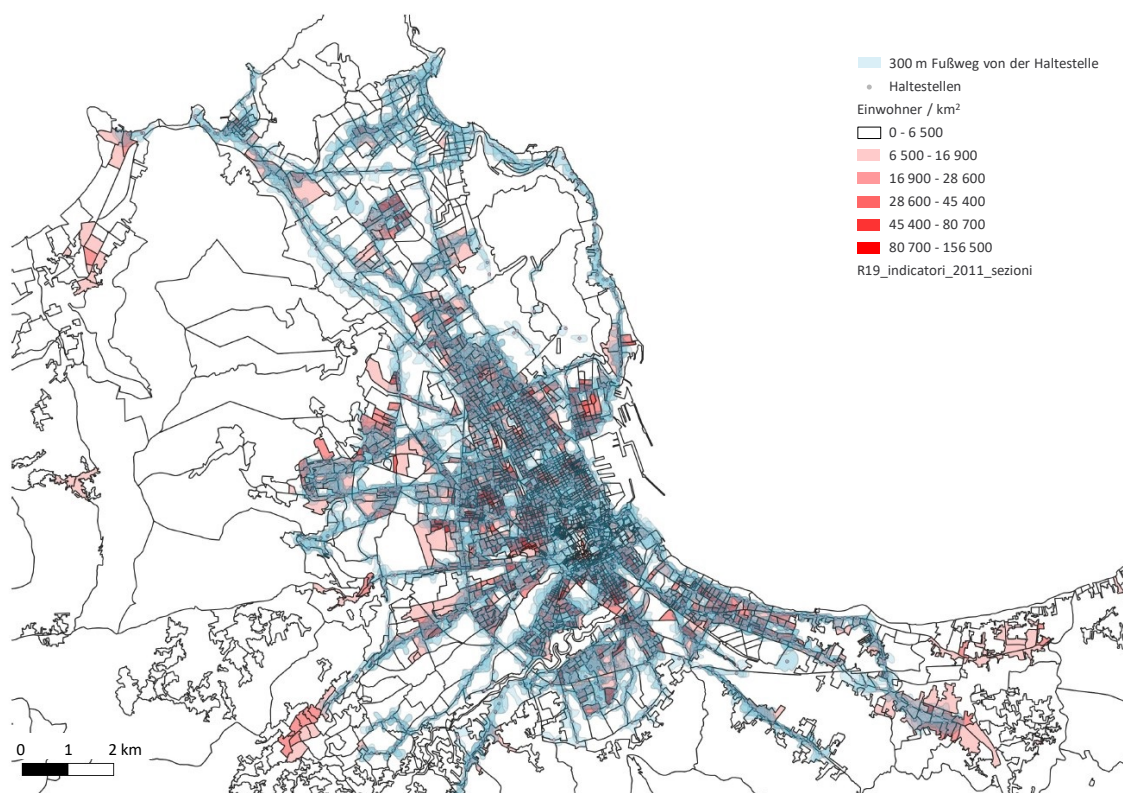 300 m Fußweg von der Haltestelle
Haltestellen
Einwohner / km²
0 - 6 500
6 500 - 16 900
16 900 - 28 600
28 600 - 45 400
45 400 - 80 700
80 700 - 156 500
R19_indicatori_2011_sezioni
0 1 2 km